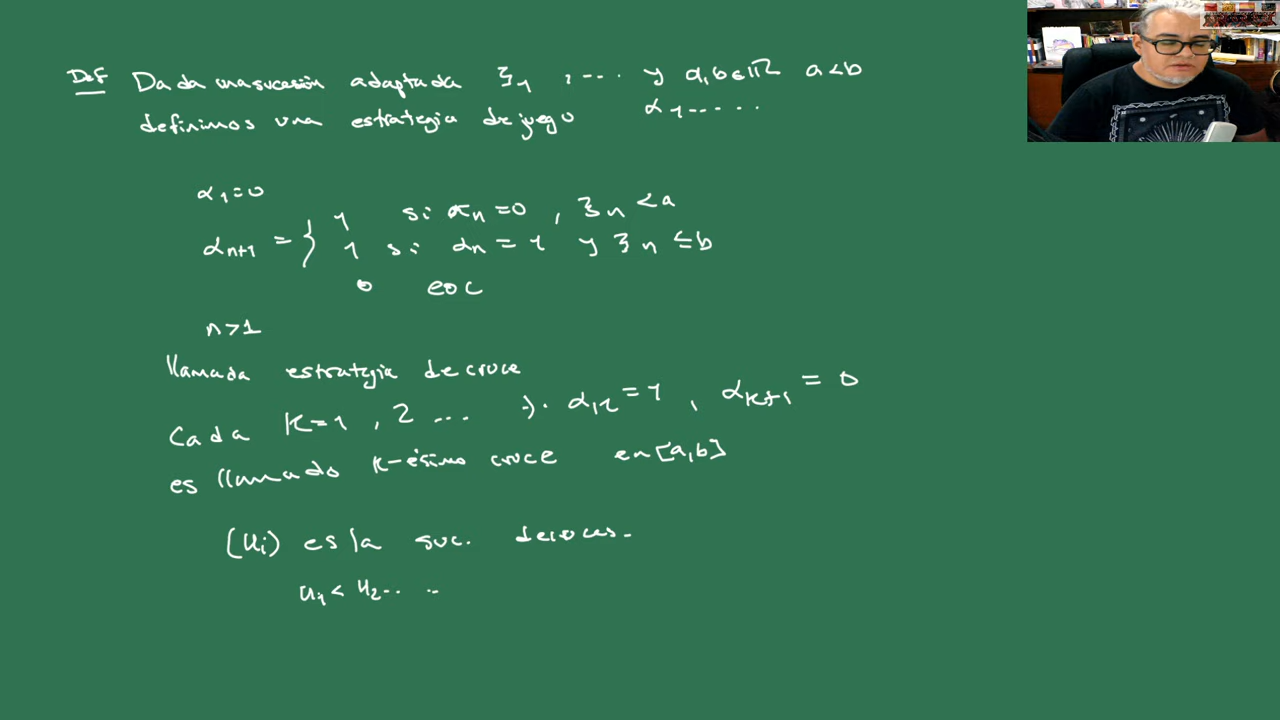 Def Dada una sucesión adaptada ξ₁, .... y a,b∈ℝ a<b
definimos una estrategia de juego α₁.....
α₁=0
αₙ₊₁ = { 1 si αₙ=0, ξₙ<a
1 si αₙ = 1 y ξₙ ≤ b
0 eoc
n>1
llamada estrategia de cruce
Cada k=1, 2 ... ·). αₖ=1, αₖ₊₁ = 0
es llamado k-ésimo cruce en [a,b]
(uᵢ) es la suc. de cruces.
u₁< u₂.. ..